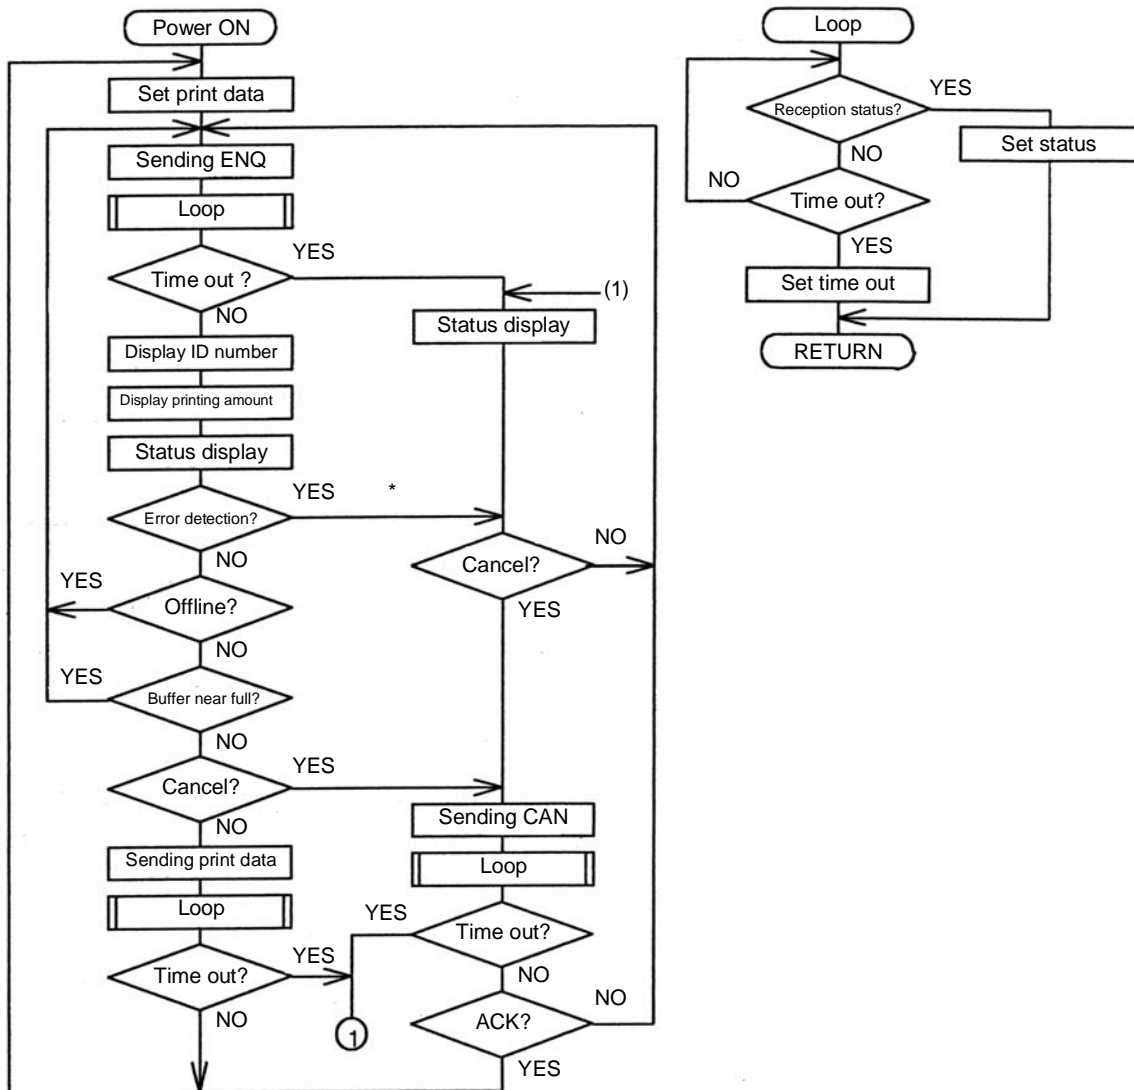 Power ON
Set print data
Sending ENQ
Loop
Time out ?
YES
NO
(1)
Status display
Display ID number
Display printing amount
Status display
Error detection?
YES
*
NO
Cancel?
NO
YES
Offline?
YES
NO
Buffer near full?
YES
NO
Cancel?
YES
NO
Sending CAN
Loop
Sending print data
Loop
Time out?
YES
NO
Time out?
YES
NO
1
ACK?
NO
YES
Loop
Reception status?
YES
NO
Set status
Time out?
NO
YES
Set time out
RETURN